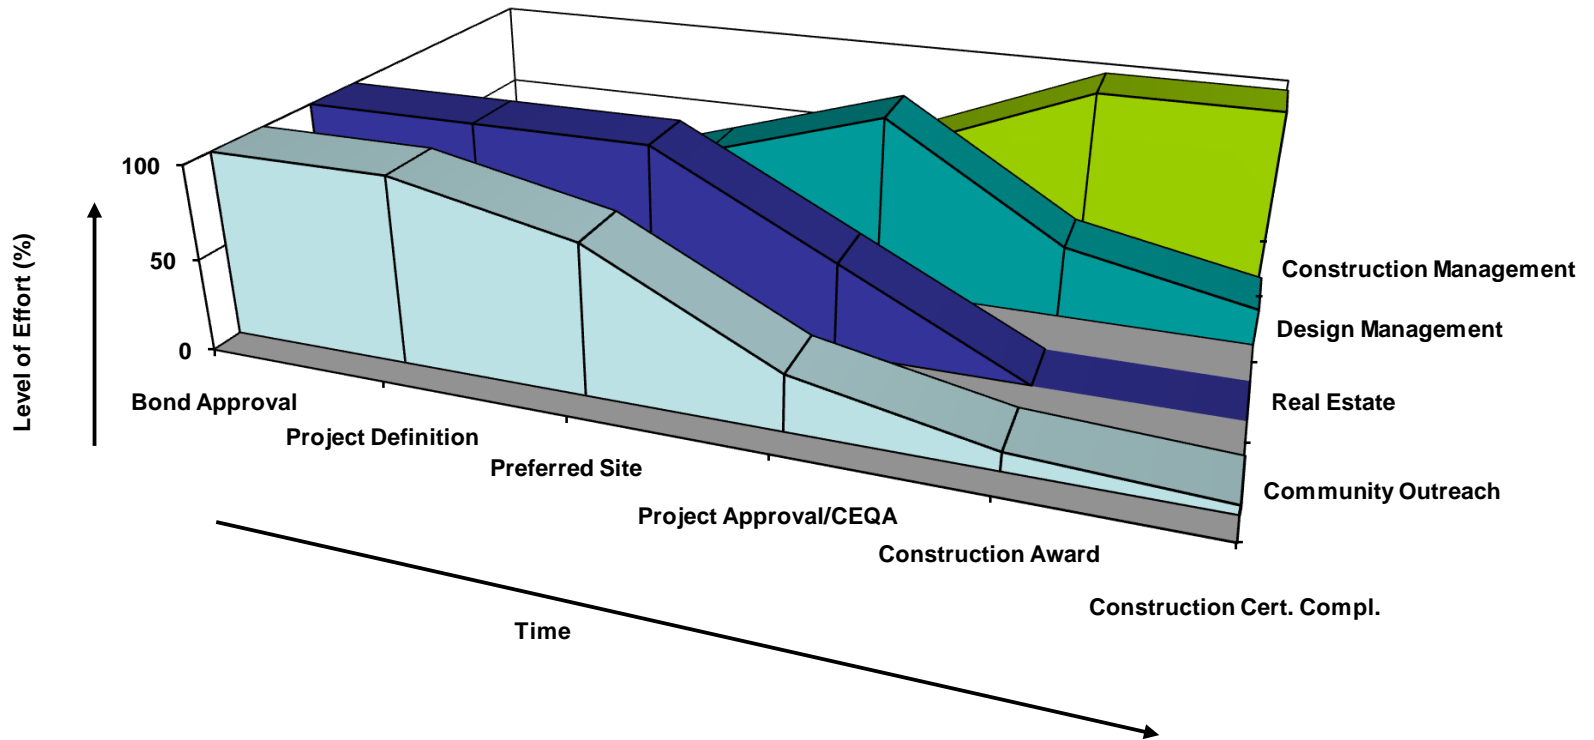 100
50
0
Level of Effort (%)
Bond Approval
Project Definition
Preferred Site
Project Approval/CEQA
Construction Award
Construction Cert. Compl.
Time
Construction Management
Design Management
Real Estate
Community Outreach